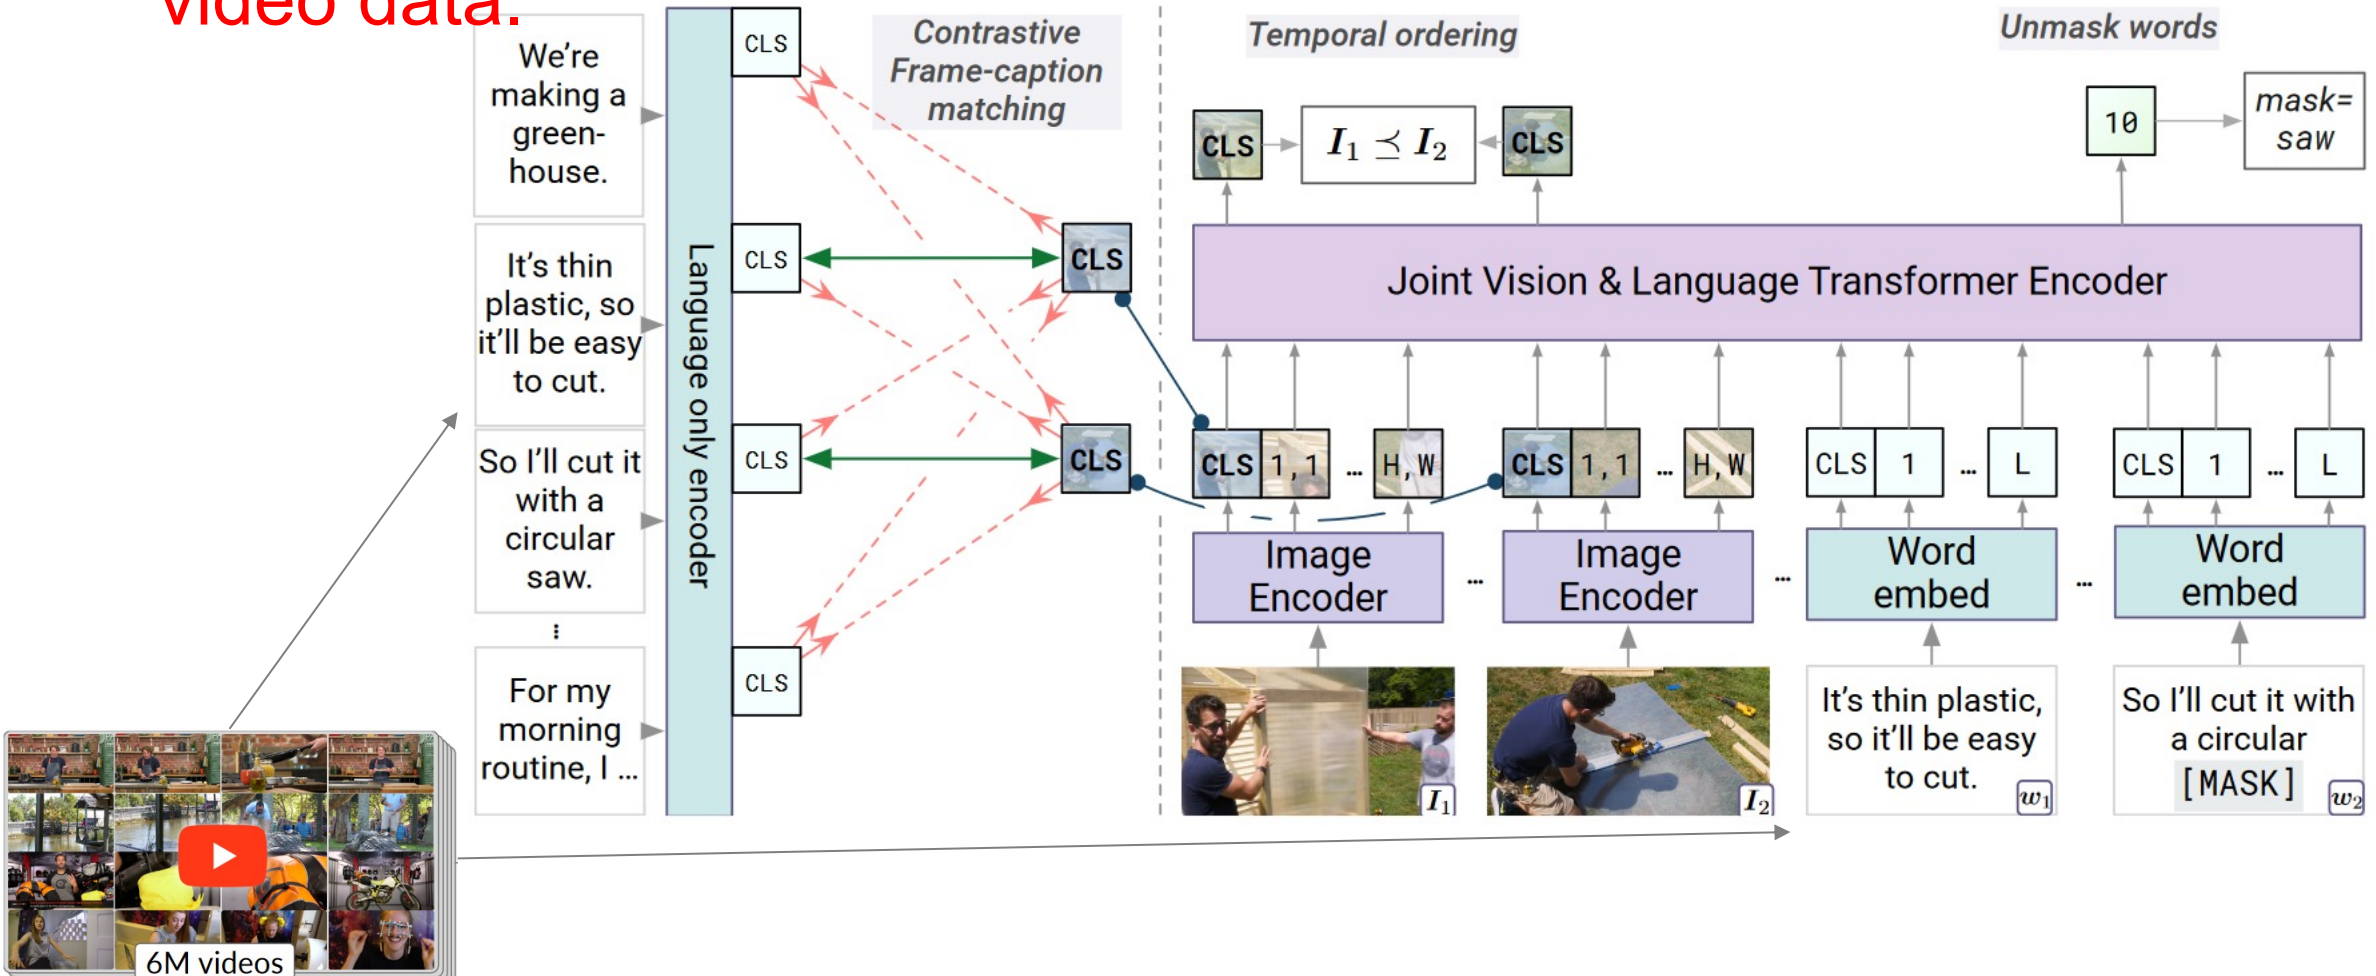 video data.
We're
making a
green-
house.
It's thin
plastic, so
it'll be easy
to cut.
So I'll cut it
with a
circular
saw.
...
For my
morning
routine, I ...
Language only encoder
CLS
CLS
CLS
CLS
Contrastive
Frame-caption
matching
CLS
CLS
Temporal ordering
CLS
I₁ ⪯ I₂
CLS
Unmask words
10
mask=
saw
Joint Vision & Language Transformer Encoder
CLS 1,1 ... H,W
CLS 1,1 ... H,W
CLS 1 ... L
CLS 1 ... L
Image
Encoder
...
Image
Encoder
...
Word
embed
...
Word
embed
I₁
I₂
It's thin plastic,
so it'll be easy
to cut.
w₁
So I'll cut it with
a circular
[MASK]
w₂
6M videos